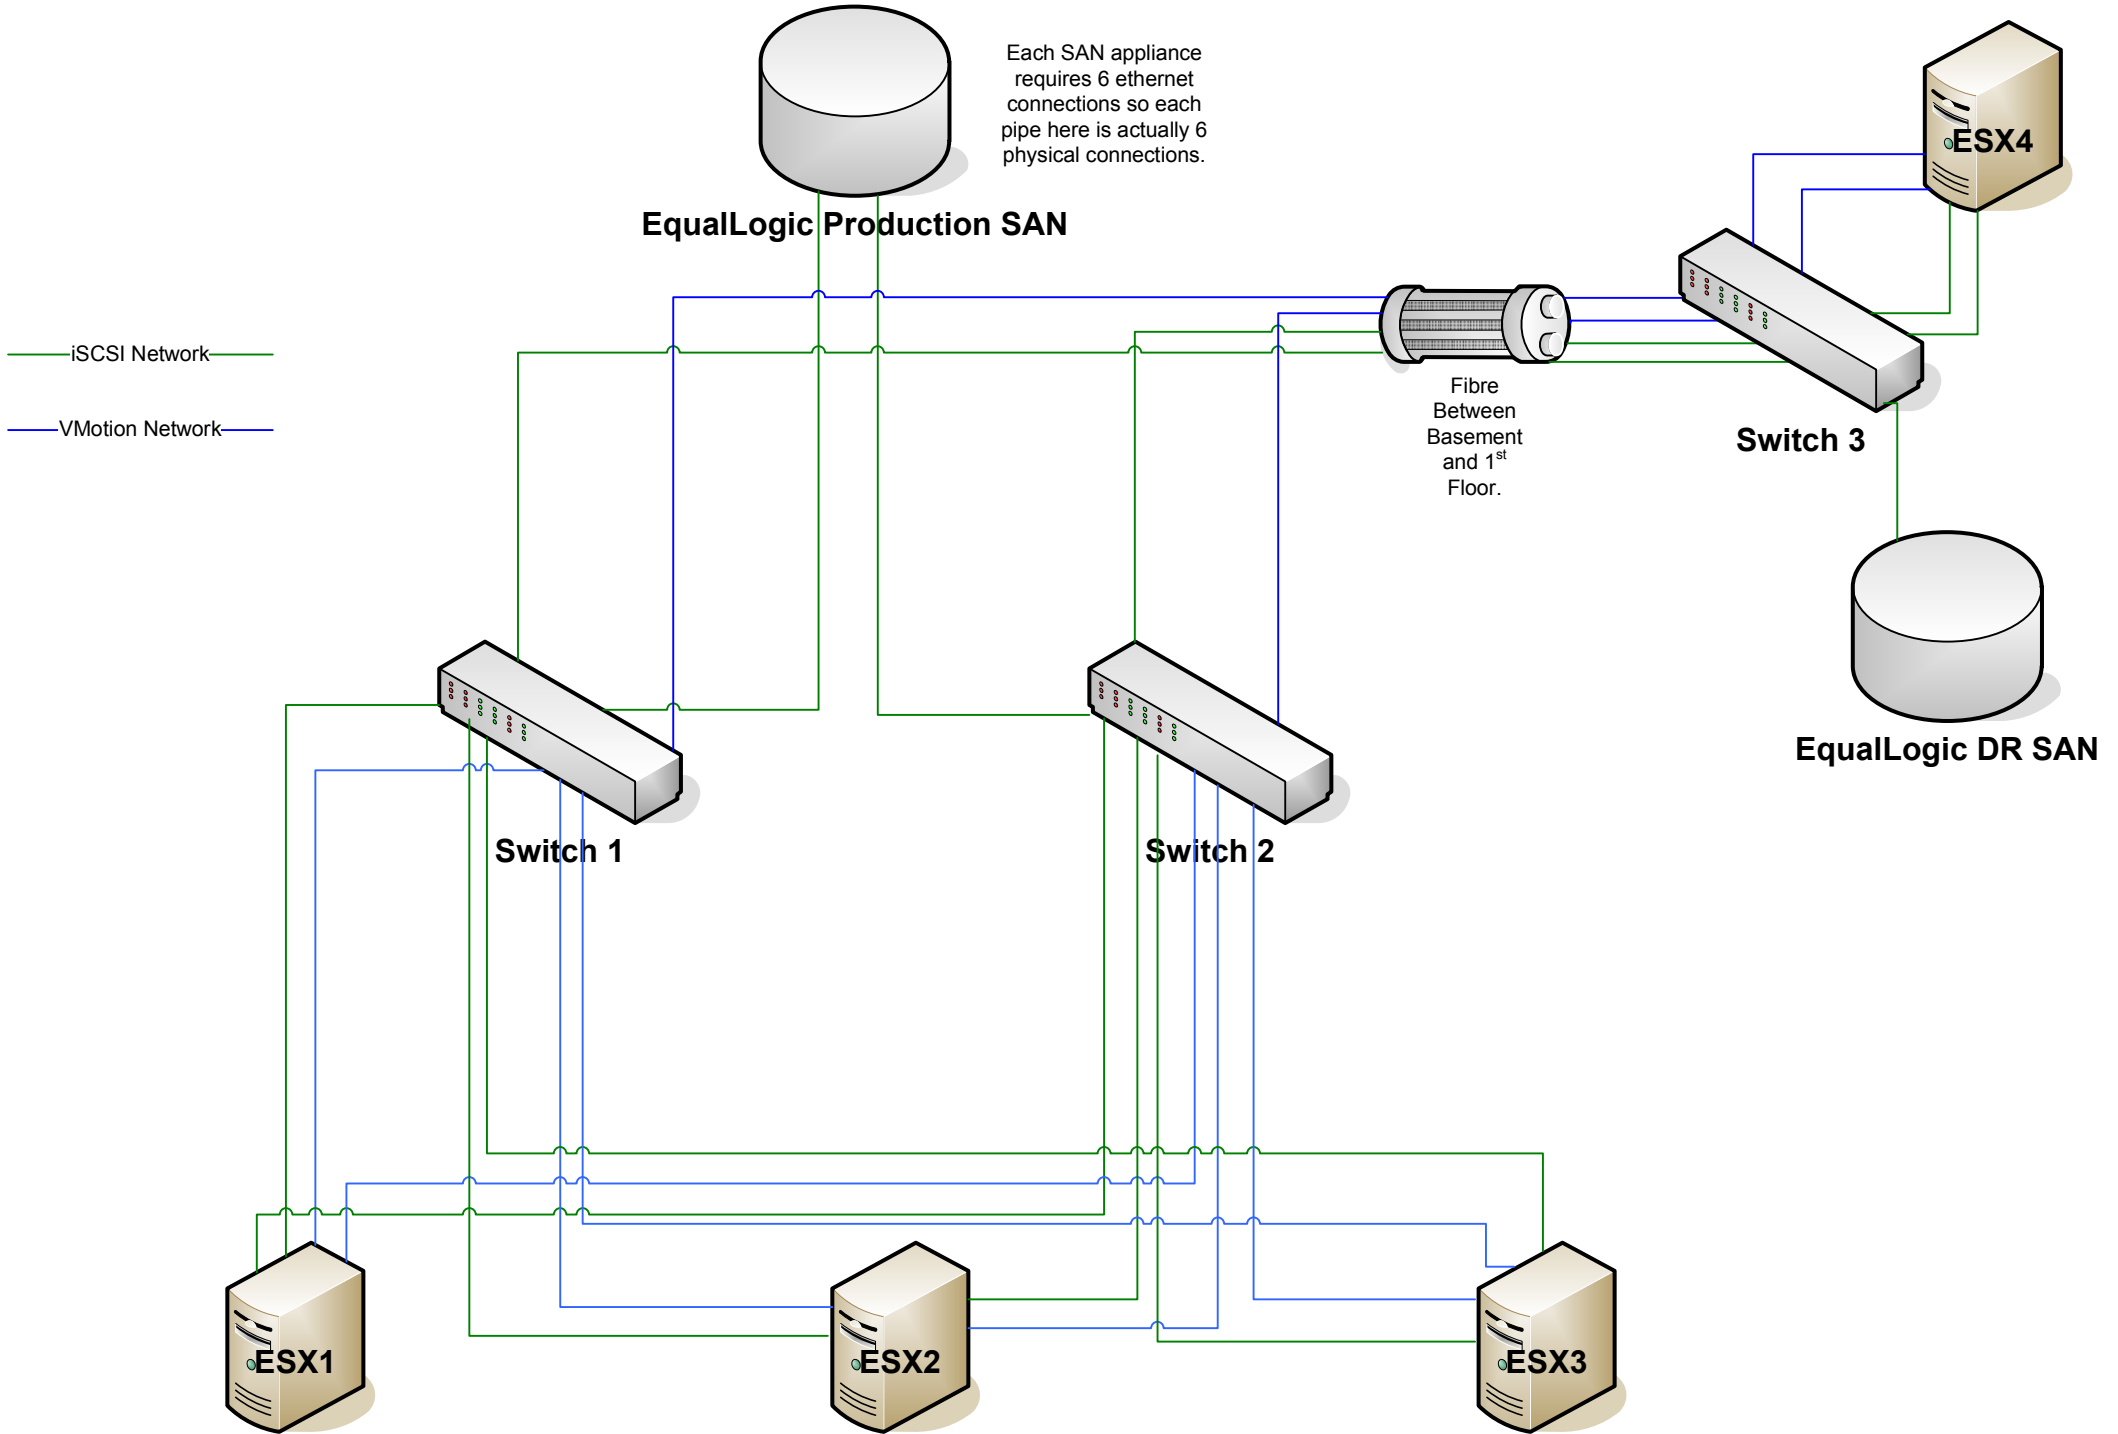 Each SAN appliance
requires 6 ethernet
connections so each
pipe here is actually 6
physical connections.
ESX4
EqualLogic Production SAN
iSCSI Network
VMotion Network
Fibre
Between
Basement
and 1st
Floor.
Switch 3
EqualLogic DR SAN
Switch 1
Switch 2
ESX1
ESX2
ESX3